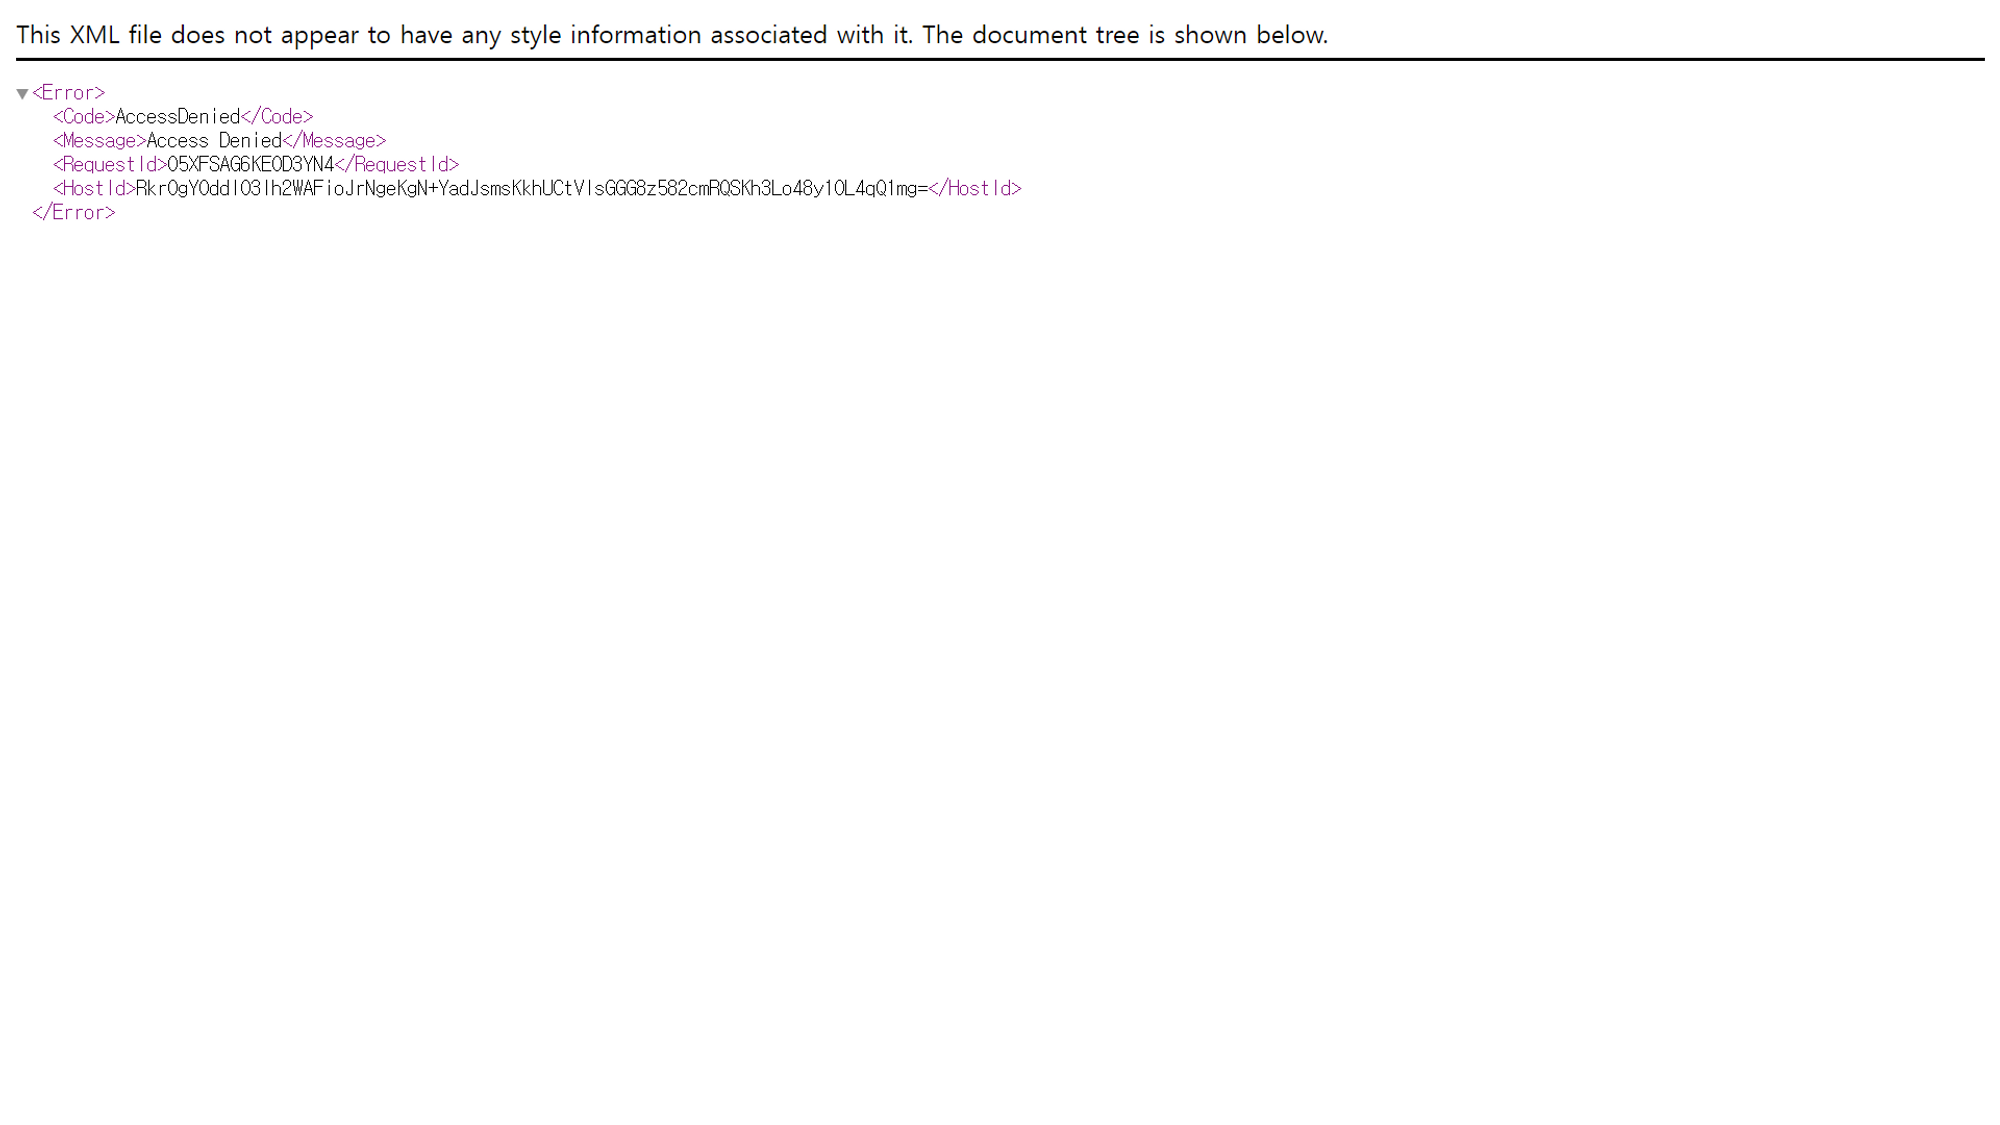 This XML file does not appear to have any style information associated with it. The document tree is shown below.
▼<Error>
<Code>AccessDenied</Code>
<Message>Access Denied</Message>
<RequestId>05XFSAG6KE0D3YN4</RequestId>
<HostId>RkrOgYOddIO3Ih2WAFioJrNgeKgN+YadJsmsKkhUCtVIsGGG8z582cmRQSKh3Lo48y10L4qQ1mg=</HostId>
</Error>